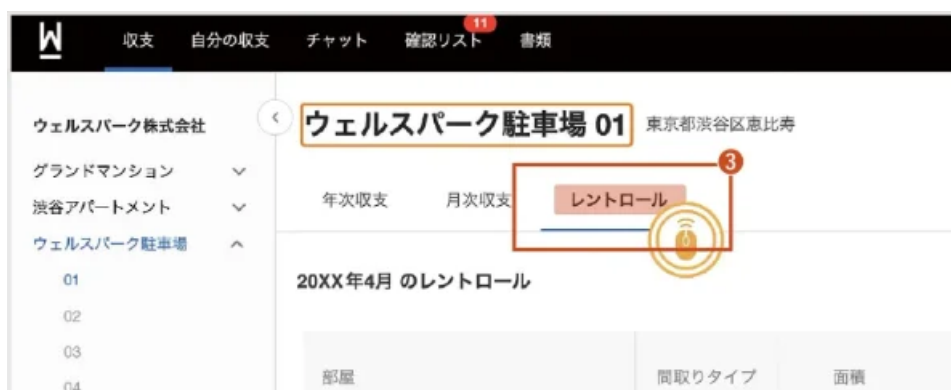 W 収支 自分の収支 チャット 確認リスト 11 書類
ウェルスパーク株式会社
グランドマンション
渋谷アパートメント
ウェルスパーク駐車場
01
02
03
04
ウェルスパーク駐車場 01 東京都渋谷区恵比寿
年次収支 月次収支 レントロール 3
20XX年4月 のレントロール
部屋 間取りタイプ 面積